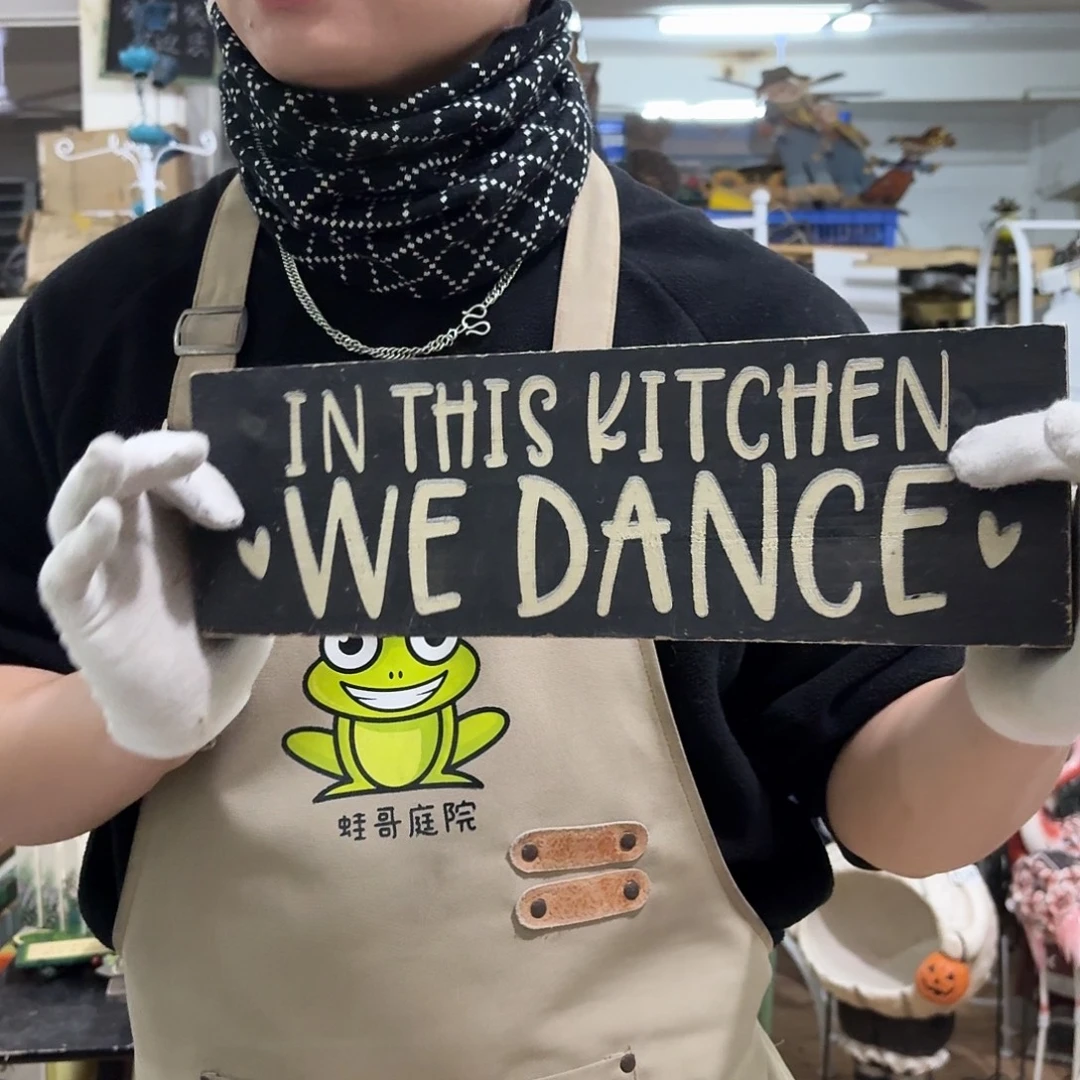 IN THIS KITCHEN
WE DANCE
蛙哥庭院